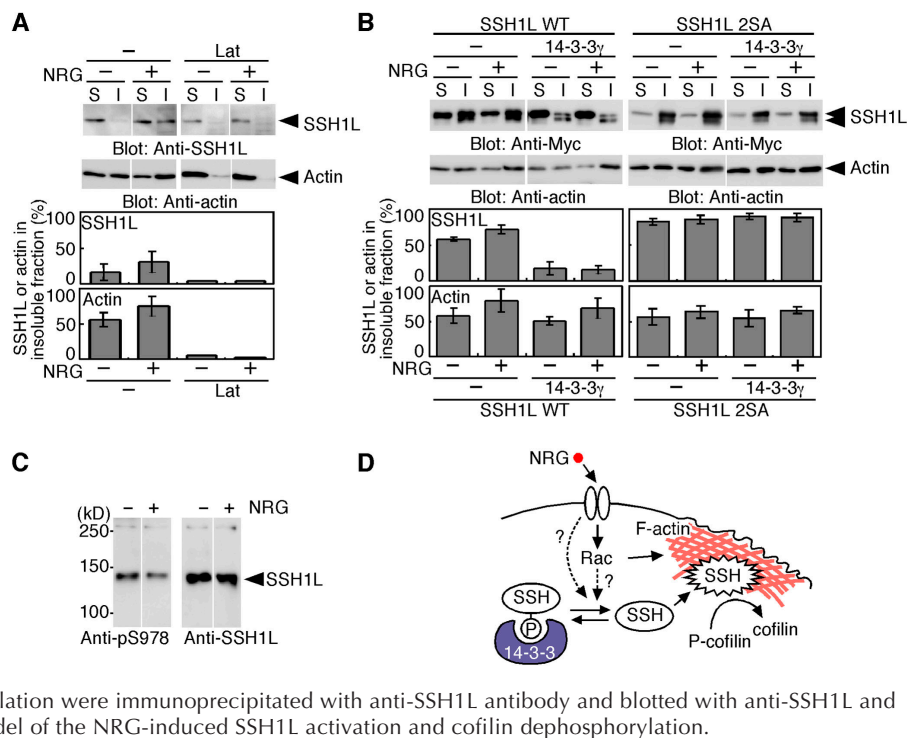 A
− Lat
NRG − + − +
S I S I S I S I
SSH1L
Blot: Anti-SSH1L
Actin
Blot: Anti-actin
SSH1L or actin in insoluble fraction (%)
100
SSH1L
50
0
100
Actin
50
0
NRG − + − +
− Lat
B
SSH1L WT SSH1L 2SA
− 14-3-3γ − 14-3-3γ
NRG − + − + − + − +
S I S I S I S I S I S I S I S I
SSH1L
Blot: Anti-Myc Blot: Anti-Myc
Actin
Blot: Anti-actin Blot: Anti-actin
SSH1L or actin in insoluble fraction (%)
100
SSH1L
50
0
100
Actin
50
0
NRG − + − + − + − +
− 14-3-3γ − 14-3-3γ
SSH1L WT SSH1L 2SA
C
(kD) − + − + NRG
250
150
SSH1L
100
Anti-pS978 Anti-SSH1L
D
NRG
F-actin
?
Rac
?
SSH
SSH
SSH
P
14-3-3
P-cofilin
cofilin
lation were immunoprecipitated with anti-SSH1L antibody and blotted with anti-SSH1L and
del of the NRG-induced SSH1L activation and cofilin dephosphorylation.